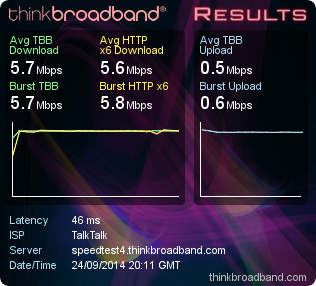 thinkbroadband® RESULTS
Avg TBB Download
Avg HTTP x6 Download
Avg TBB Upload
5.7 Mbps
5.6 Mbps
0.5 Mbps
Burst TBB
Burst HTTP x6
Burst Upload
5.7 Mbps
5.8 Mbps
0.6 Mbps
Latency 46 ms
ISP TalkTalk
Server speedtest4.thinkbroadband.com
Date/Time 24/09/2014 20:11 GMT
thinkbroadband.com